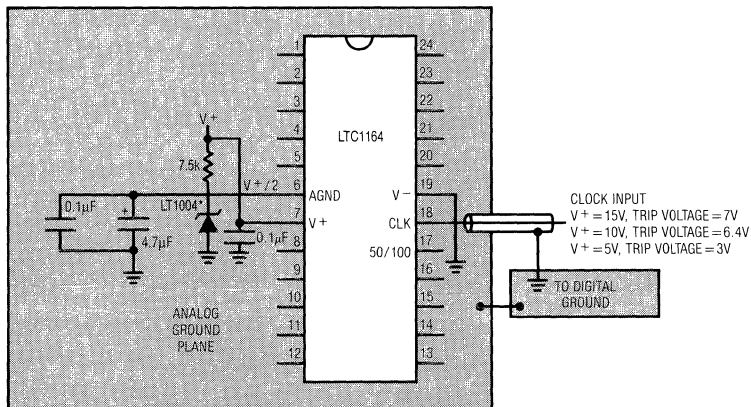 1
2
3
4
5
6
7
8
9
10
11
12
24
23
22
21
20
19
18
17
16
15
14
13
LTC1164
AGND
V+
V−
CLK
50/100
V+
7.5k
V+/2
LT1004*
0.1µF
4.7µF
0.1µF
ANALOG
GROUND
PLANE
CLOCK INPUT
V+ = 15V, TRIP VOLTAGE = 7V
V+ = 10V, TRIP VOLTAGE = 6.4V
V+ = 5V, TRIP VOLTAGE = 3V
TO DIGITAL
GROUND